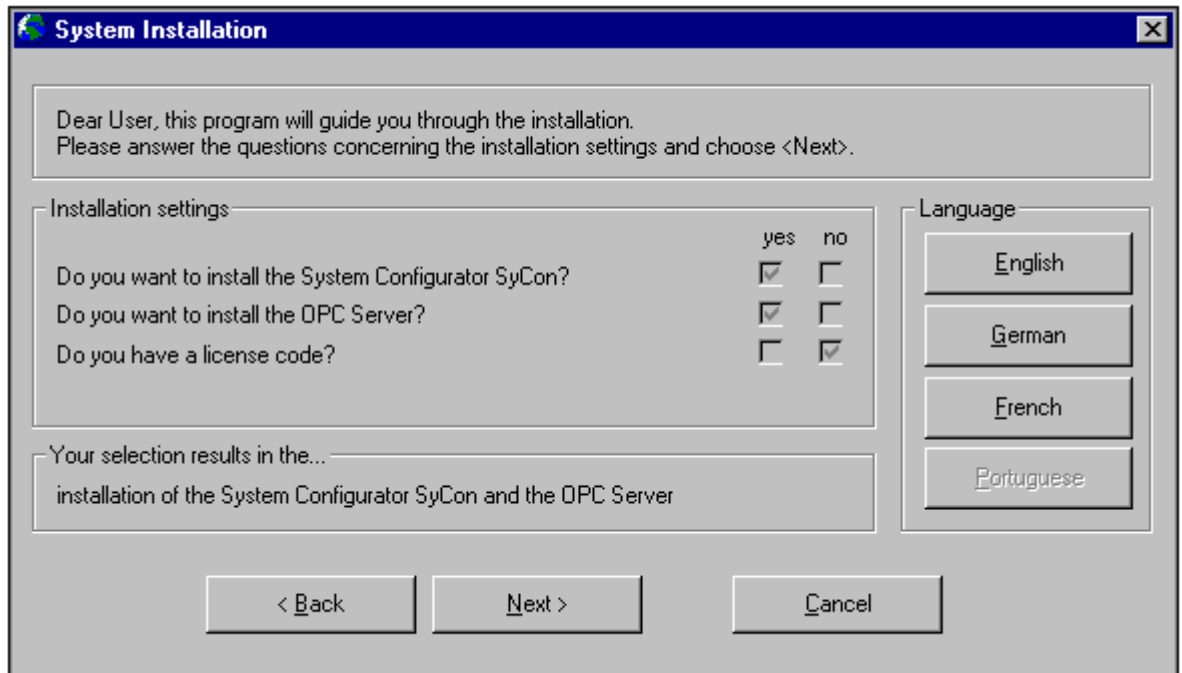 System Installation
Dear User, this program will guide you through the installation.
Please answer the questions concerning the installation settings and choose <Next>.
Installation settings
yes no
Do you want to install the System Configurator SyCon?
Do you want to install the OPC Server?
Do you have a license code?
Your selection results in the...
installation of the System Configurator SyCon and the OPC Server
Language
English
German
French
Portuguese
< Back
Next >
Cancel